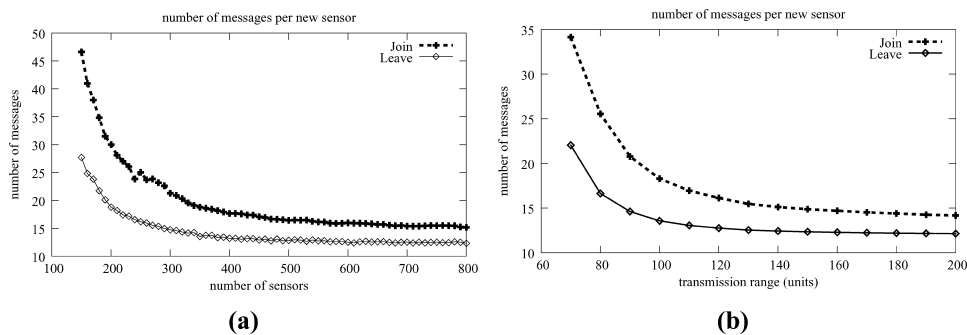 number of messages per new sensor
50
45
40
35
30
25
20
15
10
number of messages
Join
Leave
100 200 300 400 500 600 700 800
number of sensors
(a)
number of messages per new sensor
35
30
25
20
15
10
number of messages
Join
Leave
60 80 100 120 140 160 180 200
transmission range (units)
(b)